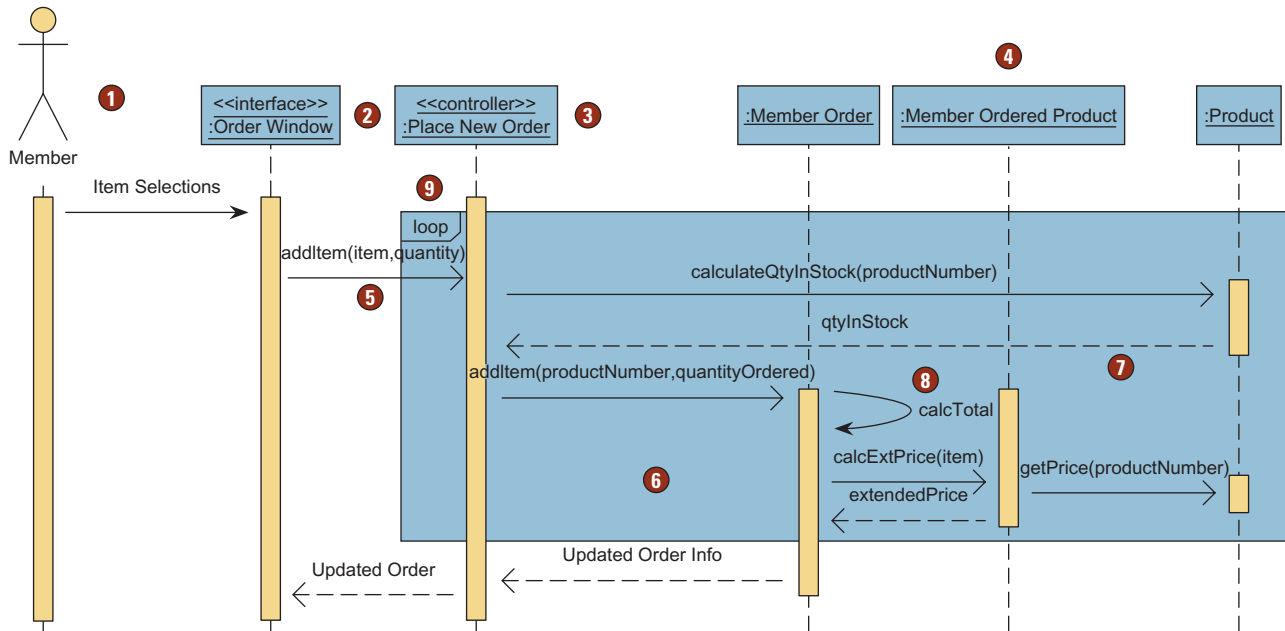 4
1
<<interface>>
:Order Window
2
<<controller>>
:Place New Order
3
:Member Order
:Member Ordered Product
:Product
Member
Item Selections
9
loop
addItem(item,quantity)
5
calculateQtyInStock(productNumber)
qtyInStock
7
addItem(productNumber,quantityOrdered)
8
calcTotal
calcExtPrice(item)
getPrice(productNumber)
6
extendedPrice
Updated Order Info
Updated Order